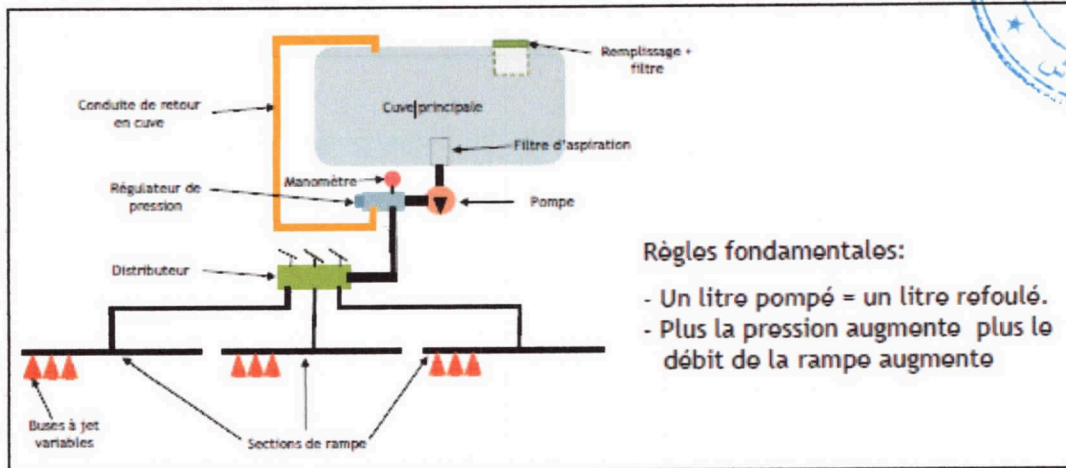 Remplissage +
filtre
Conduite de retour
en cuve
Cuve principale
Filtre d'aspiration
Manomètre
Régulateur de
pression
Pompe
Distributeur
Règles fondamentales:
- Un litre pompé = un litre refoulé.
- Plus la pression augmente plus le
débit de la rampe augmente
Buses à jet
variables
Sections de rampe